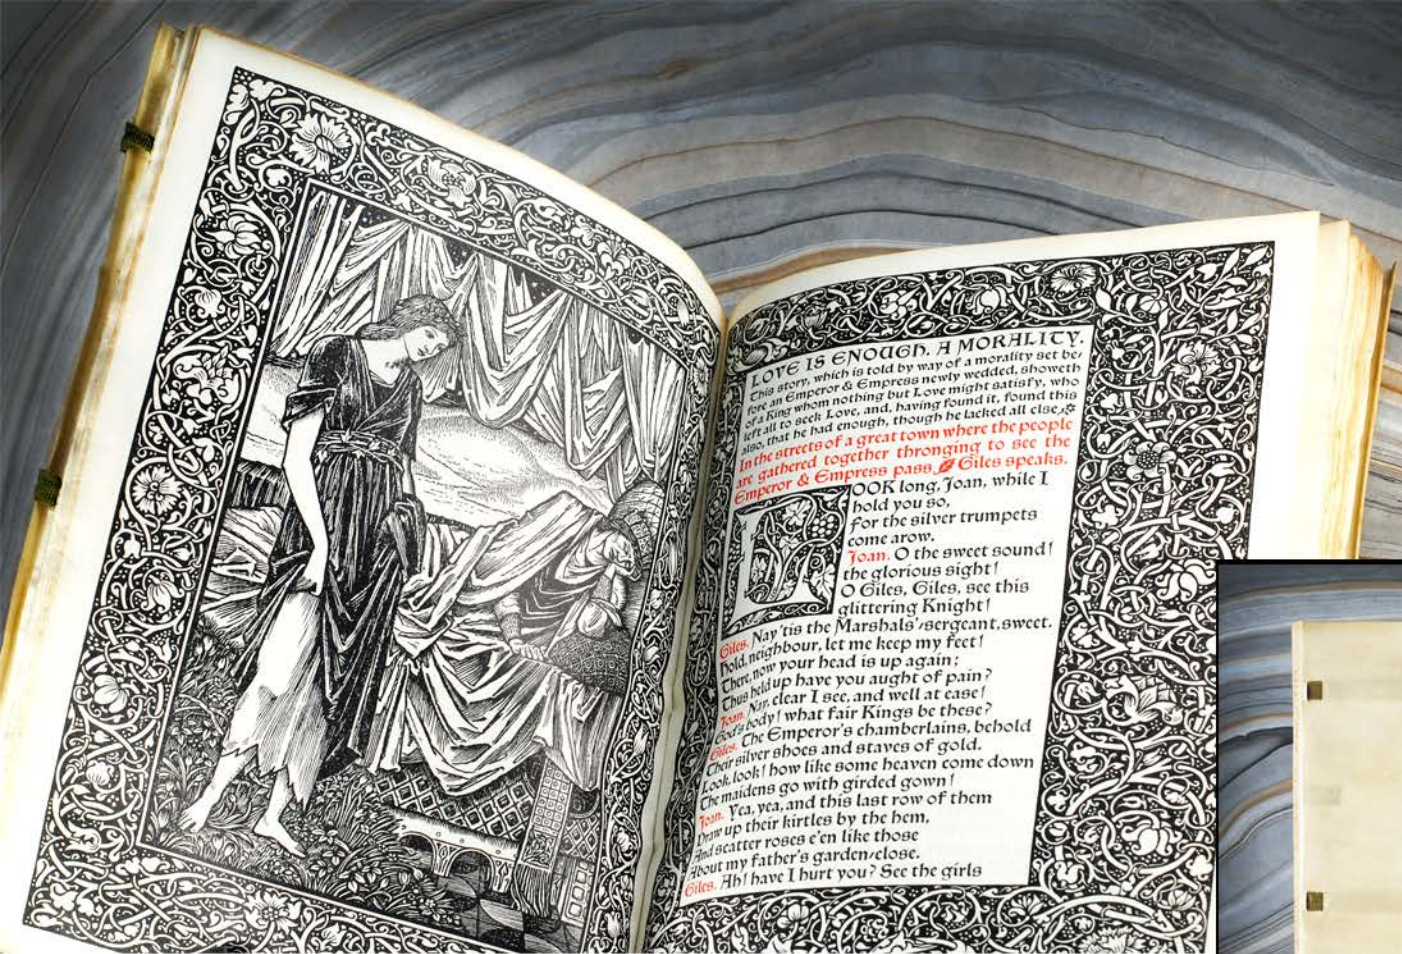 LOVE IS ENOUGH. A MORALITY.
This story, which is told by way of a morality set be/
fore an Emperor & Empress newly wedded, showeth
of a King whom nothing but Love might satisfy, who
left all to seek Love, and, having found it, found this
also, that he had enough, though he lacked all else.
In the streets of a great town where the people
are gathered together thronging to see the
Emperor & Empress pass. Giles speaks.
LOOK long, Joan, while I
hold you so,
For the silver trumpets
come arow.
Joan. O the sweet sound!
the glorious sight!
O Giles, Giles, see this
glittering Knight!
Giles. Nay 'tis the Marshals'/sergeant, sweet.
hold, neighbour, let me keep my feet!
There, now your head is up again;
Thus held up have you aught of pain?
Joan. Nay, clear I see, and well at ease!
God's body! what fair Kings be these?
Giles. The Emperor's chamberlains, behold
Their silver shoes and staves of gold.
Look, look! how like some heaven come down
The maidens go with girded gown!
Joan. Yea, yea, and this last row of them
Draw up their kirtles by the hem,
And scatter roses e'en like those
About my father's garden/close.
Giles. Ah! have I hurt you? See the girls